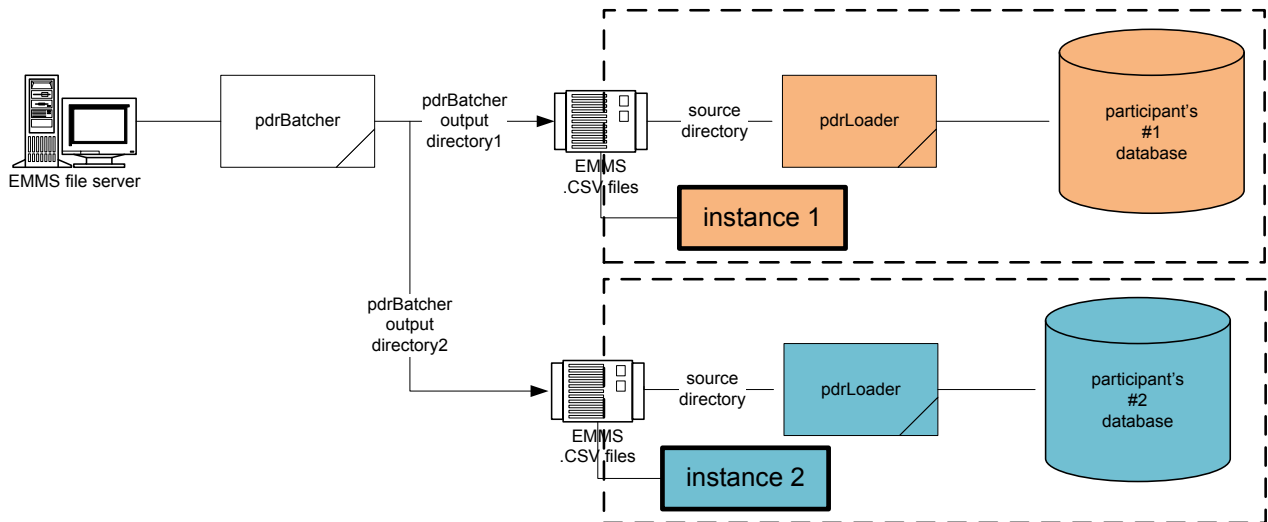 EMMS file server
pdrBatcher
pdrBatcher
output
directory1
EMMS
.CSV files
source
directory
pdrLoader
participant's
#1
database
instance 1
pdrBatcher
output
directory2
EMMS
.CSV files
source
directory
pdrLoader
participant's
#2
database
instance 2